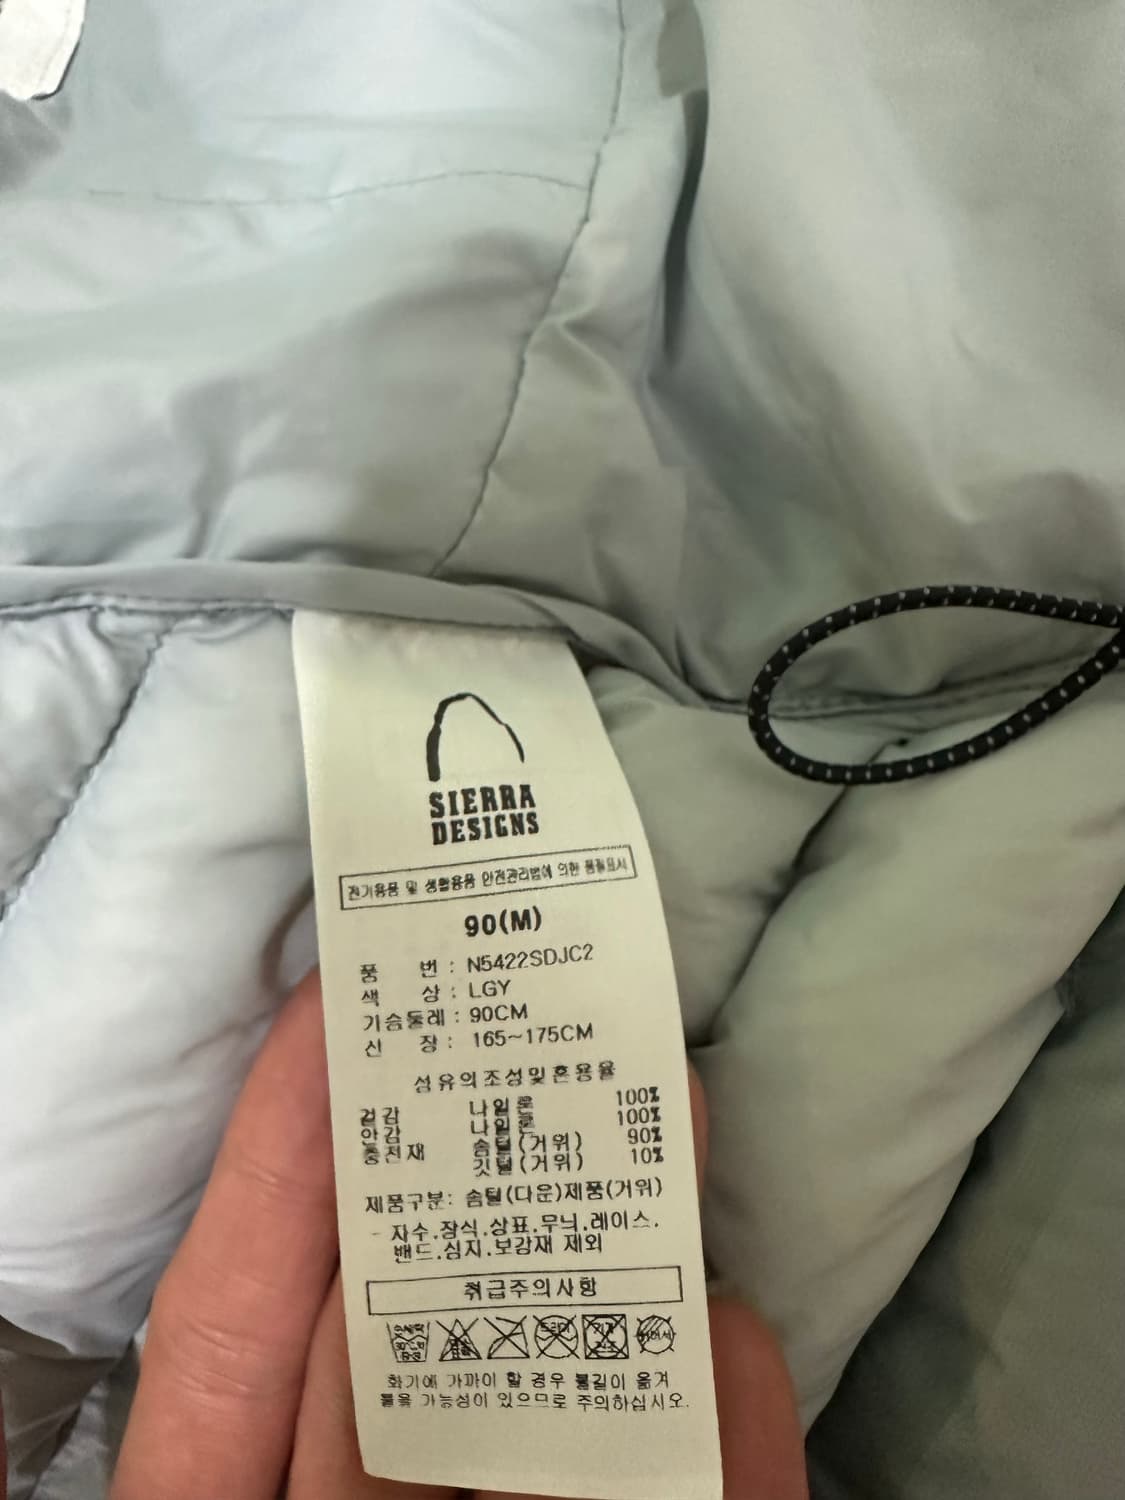 SIERRA
DESIGNS
전기용품 및 생활용품 안전관리법에 의한 품질표시
90(M)
품 번 : N5422SDJC2
색 상 : LGY
기슴둘레 : 90CM
신 장 : 165~175CM
섬유의조성및혼용율
겉감 나일론 100%
안감 나일론 100%
충전재 솜털(거위) 90%
깃털(거위) 10%
제품구분: 솜털(다운)제품(거위)
- 자수.장식.상표.무늬.레이스.
밴드.심지.보강재 제외
취급주의사항
드라이
화기에 가까이 할 경우 불길이 옮겨
붙을 가능성이 있으므로 주의하십시오.